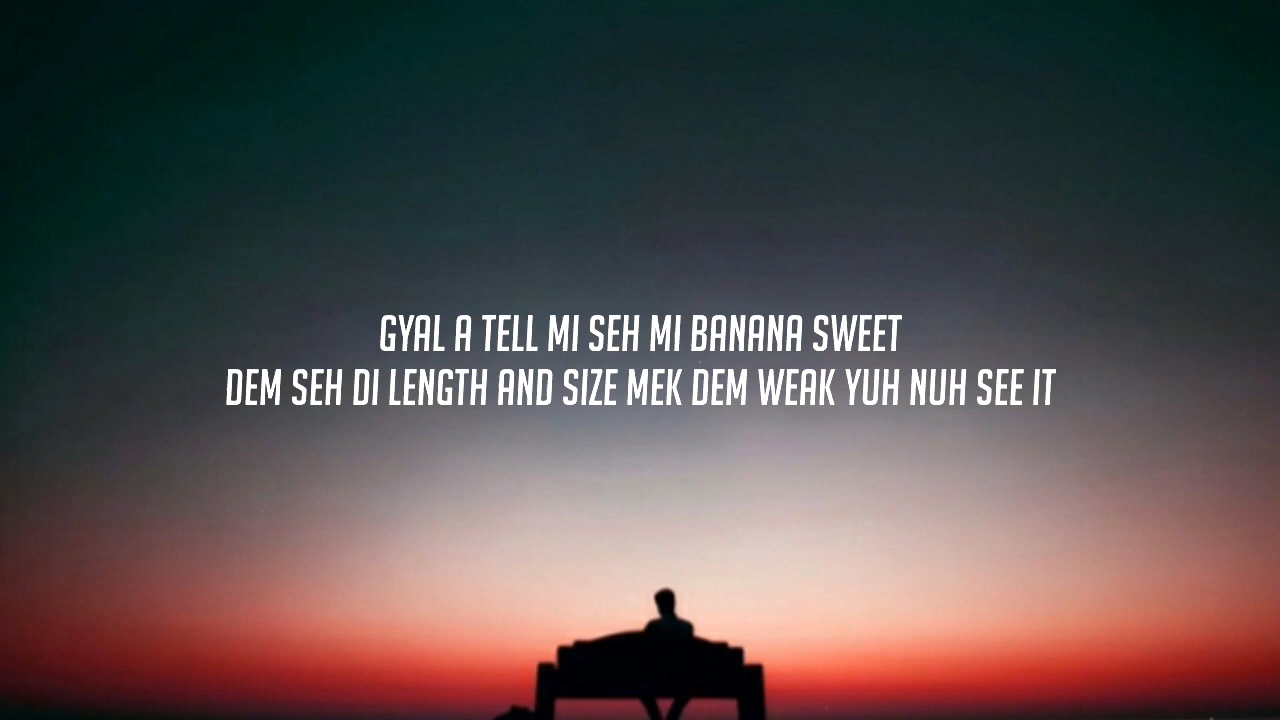 GYAL A TELL MI SEH MI BANANA SWEET
DEM SEH DI LENGTH AND SIZE MEK DEM WEAK YUH NUH SEE IT